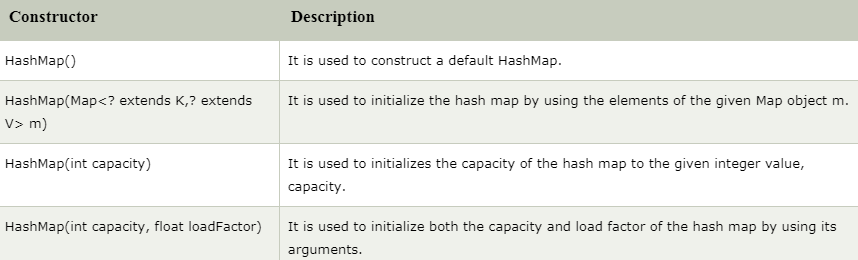 Constructor Description
HashMap() It is used to construct a default HashMap.
HashMap(Map<? extends K,? extends It is used to initialize the hash map by using the elements of the given Map object m.
V> m)
HashMap(int capacity) It is used to initializes the capacity of the hash map to the given integer value,
capacity.
HashMap(int capacity, float loadFactor) It is used to initialize both the capacity and load factor of the hash map by using its
arguments.